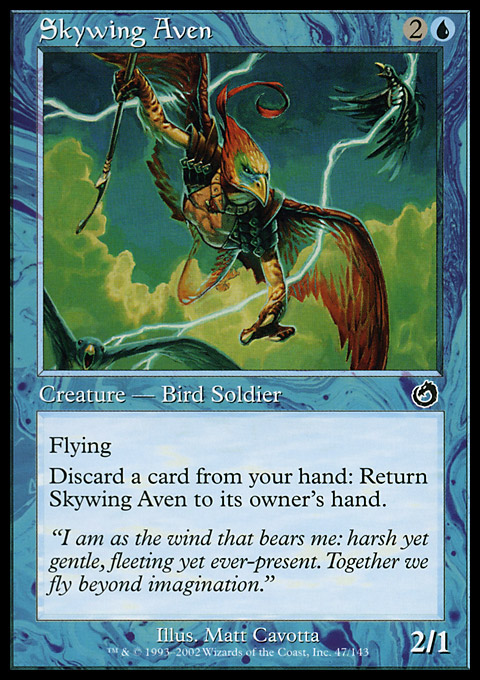 Skywing Aven 2
Creature — Bird Soldier
Flying
Discard a card from your hand: Return
Skywing Aven to its owner's hand.
"I am as the wind that bears me: harsh yet
gentle, fleeting yet ever-present. Together we
fly beyond imagination."
Illus. Matt Cavotta
™ & © 1993–2002 Wizards of the Coast, Inc. 47/143
2/1